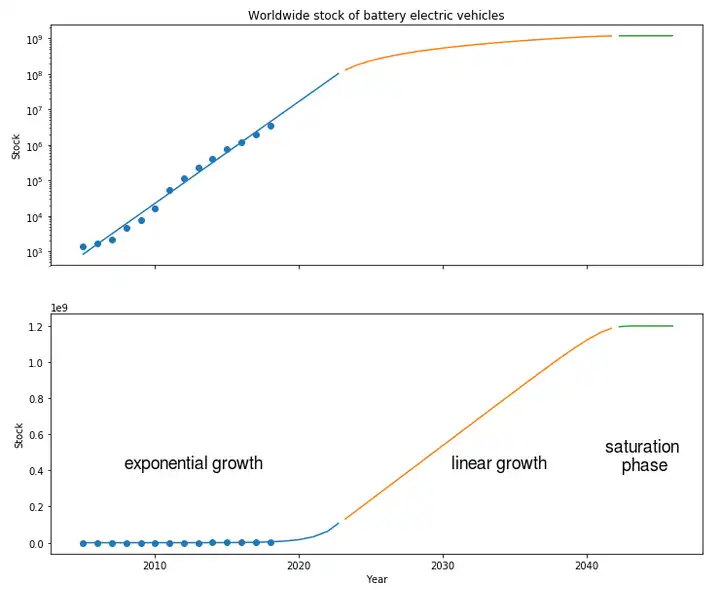 Worldwide stock of battery electric vehicles
10⁹
10⁸
10⁷
10⁶
10⁵
10⁴
10³
Stock
1e9
1.2
1.0
0.8
0.6
0.4
0.2
0.0
Stock
exponential growth
linear growth
saturation
phase
2010 2020 2030 2040
Year